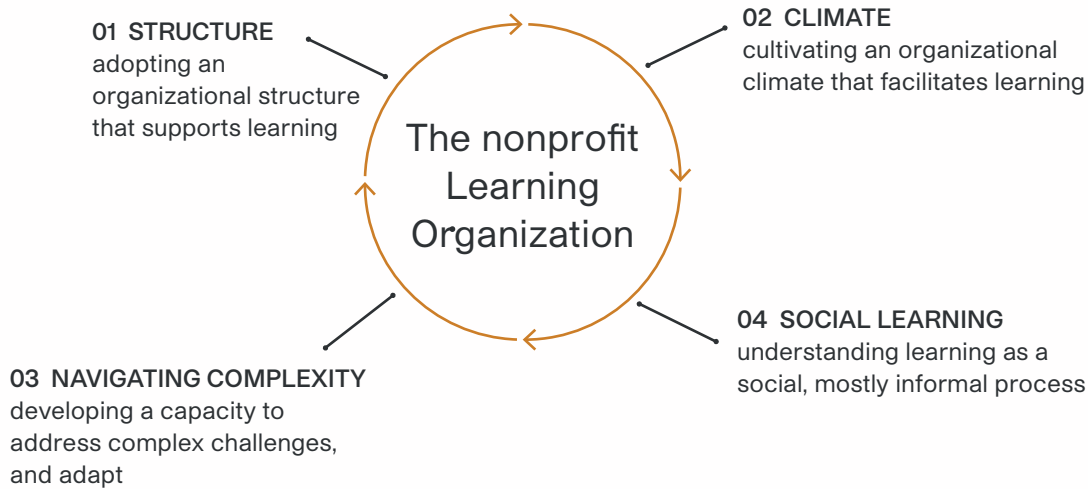 01 STRUCTURE
adopting an
organizational structure
that supports learning
02 CLIMATE
cultivating an organizational
climate that facilitates learning
The nonprofit
Learning
Organization
03 NAVIGATING COMPLEXITY
developing a capacity to
address complex challenges,
and adapt
04 SOCIAL LEARNING
understanding learning as a
social, mostly informal process